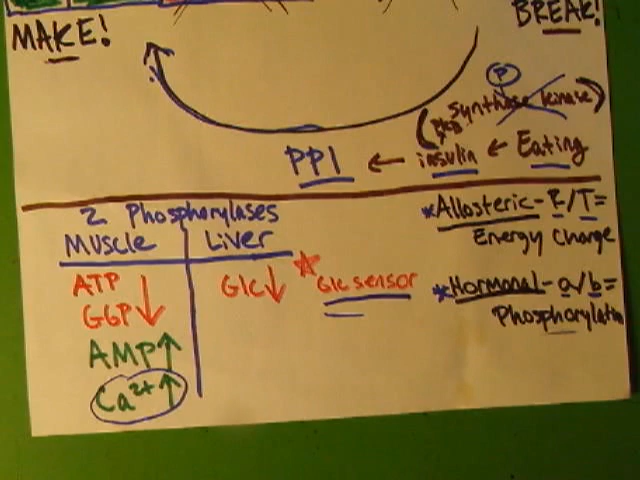 MAKE!
BREAK!
P
synthase kinase
PP1 ← insulin ← Eating
2 Phosphorylases
Muscle Liver
ATP
G6P ↓
AMP ↑
Ca²⁺ ↑
Glc ↓
Glc sensor
*Allosteric - R/T =
Energy Charge
*Hormonal - a/b =
Phosphorylation